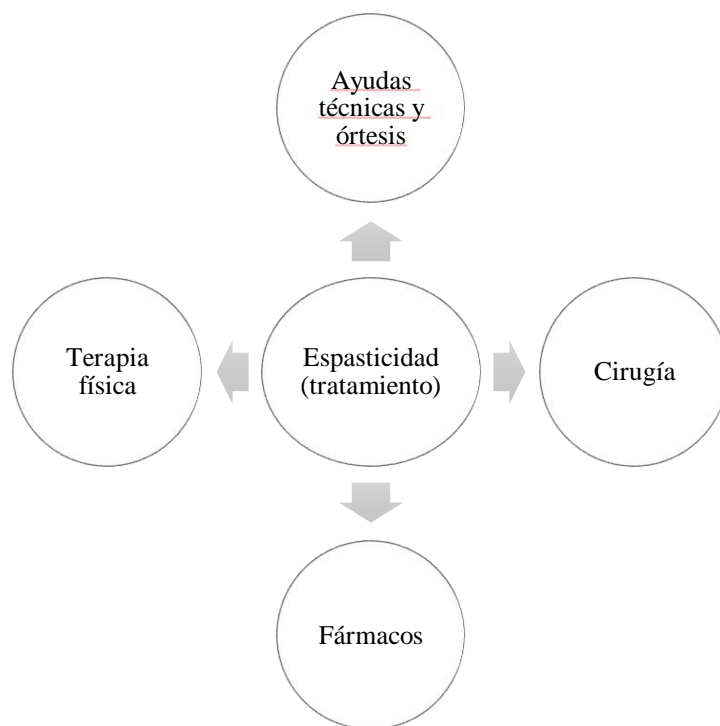 Ayudas
técnicas y
órtesis
Terapia
física
Espasticidad
(tratamiento)
Cirugía
Fármacos